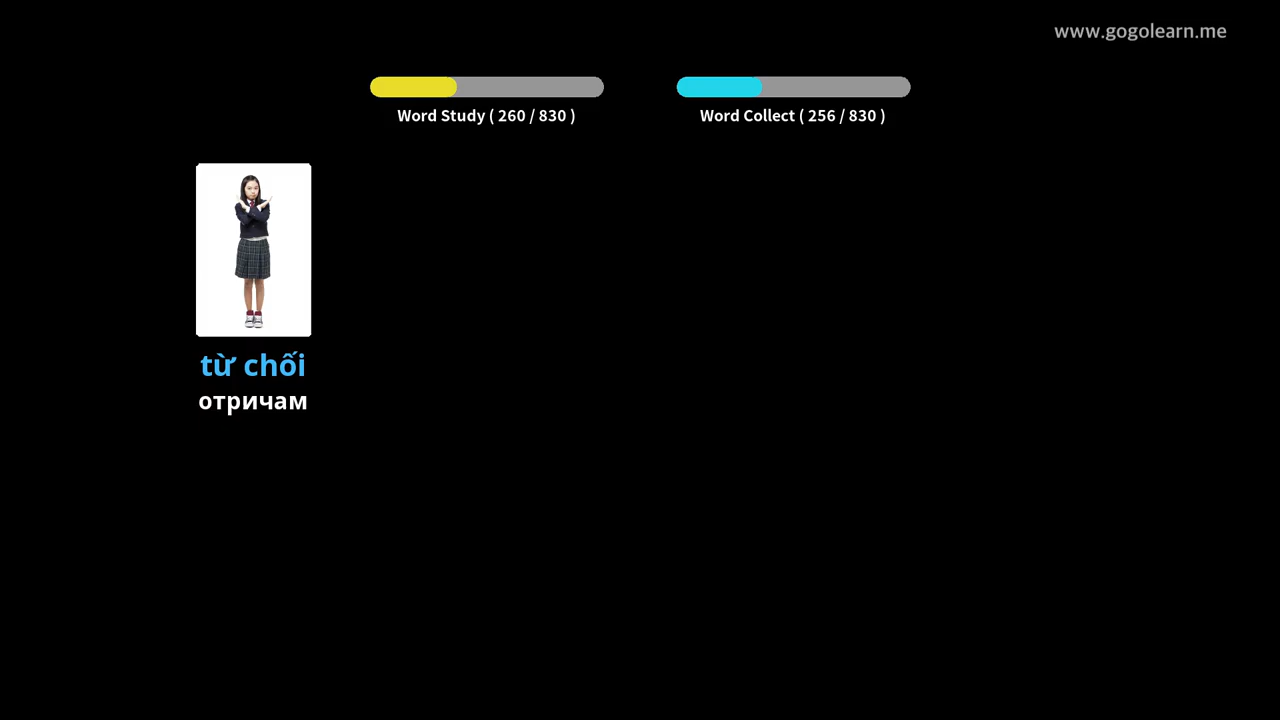 www.gogolearn.me
Word Study ( 260 / 830 )
Word Collect ( 256 / 830 )
từ chối
отричам